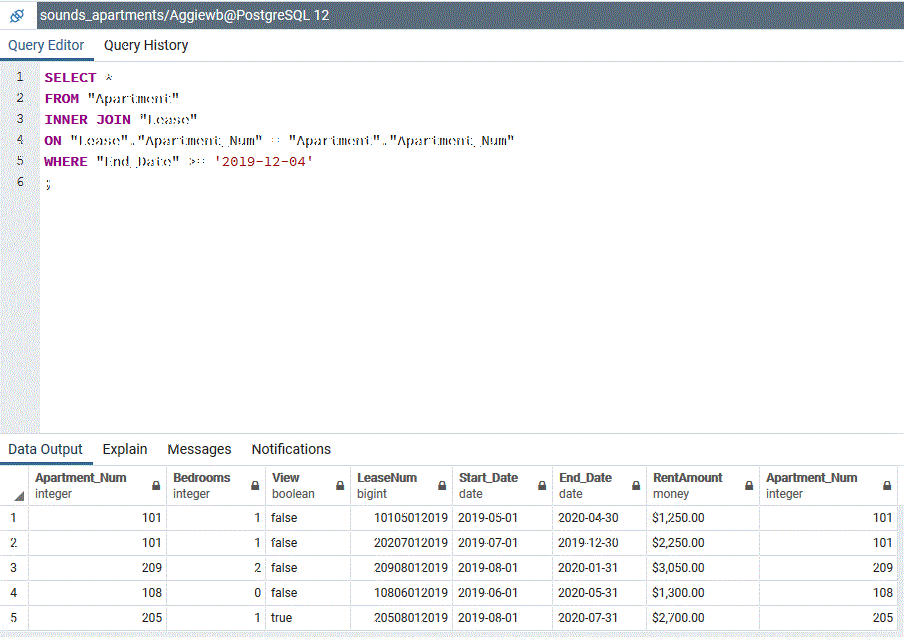 sounds_apartments/Aggiewb@PostgreSQL 12
Query Editor Query History
1 SELECT *
2 FROM "Apartment"
3 INNER JOIN "Lease"
4 ON "Lease"."Apartment_Num" = "Apartment"."Apartment_Num"
5 WHERE "End_Date" >= '2019-12-04'
6 ;
Data Output Explain Messages Notifications
Apartment_Num Bedrooms View LeaseNum Start_Date End_Date RentAmount Apartment_Num
integer integer boolean bigint date date money integer
1 101 1 false 10105012019 2019-05-01 2020-04-30 $1,250.00 101
2 101 1 false 20207012019 2019-07-01 2019-12-30 $2,250.00 101
3 209 2 false 20908012019 2019-08-01 2020-01-31 $3,050.00 209
4 108 0 false 10806012019 2019-06-01 2020-05-31 $1,300.00 108
5 205 1 true 20508012019 2019-08-01 2020-07-31 $2,700.00 205